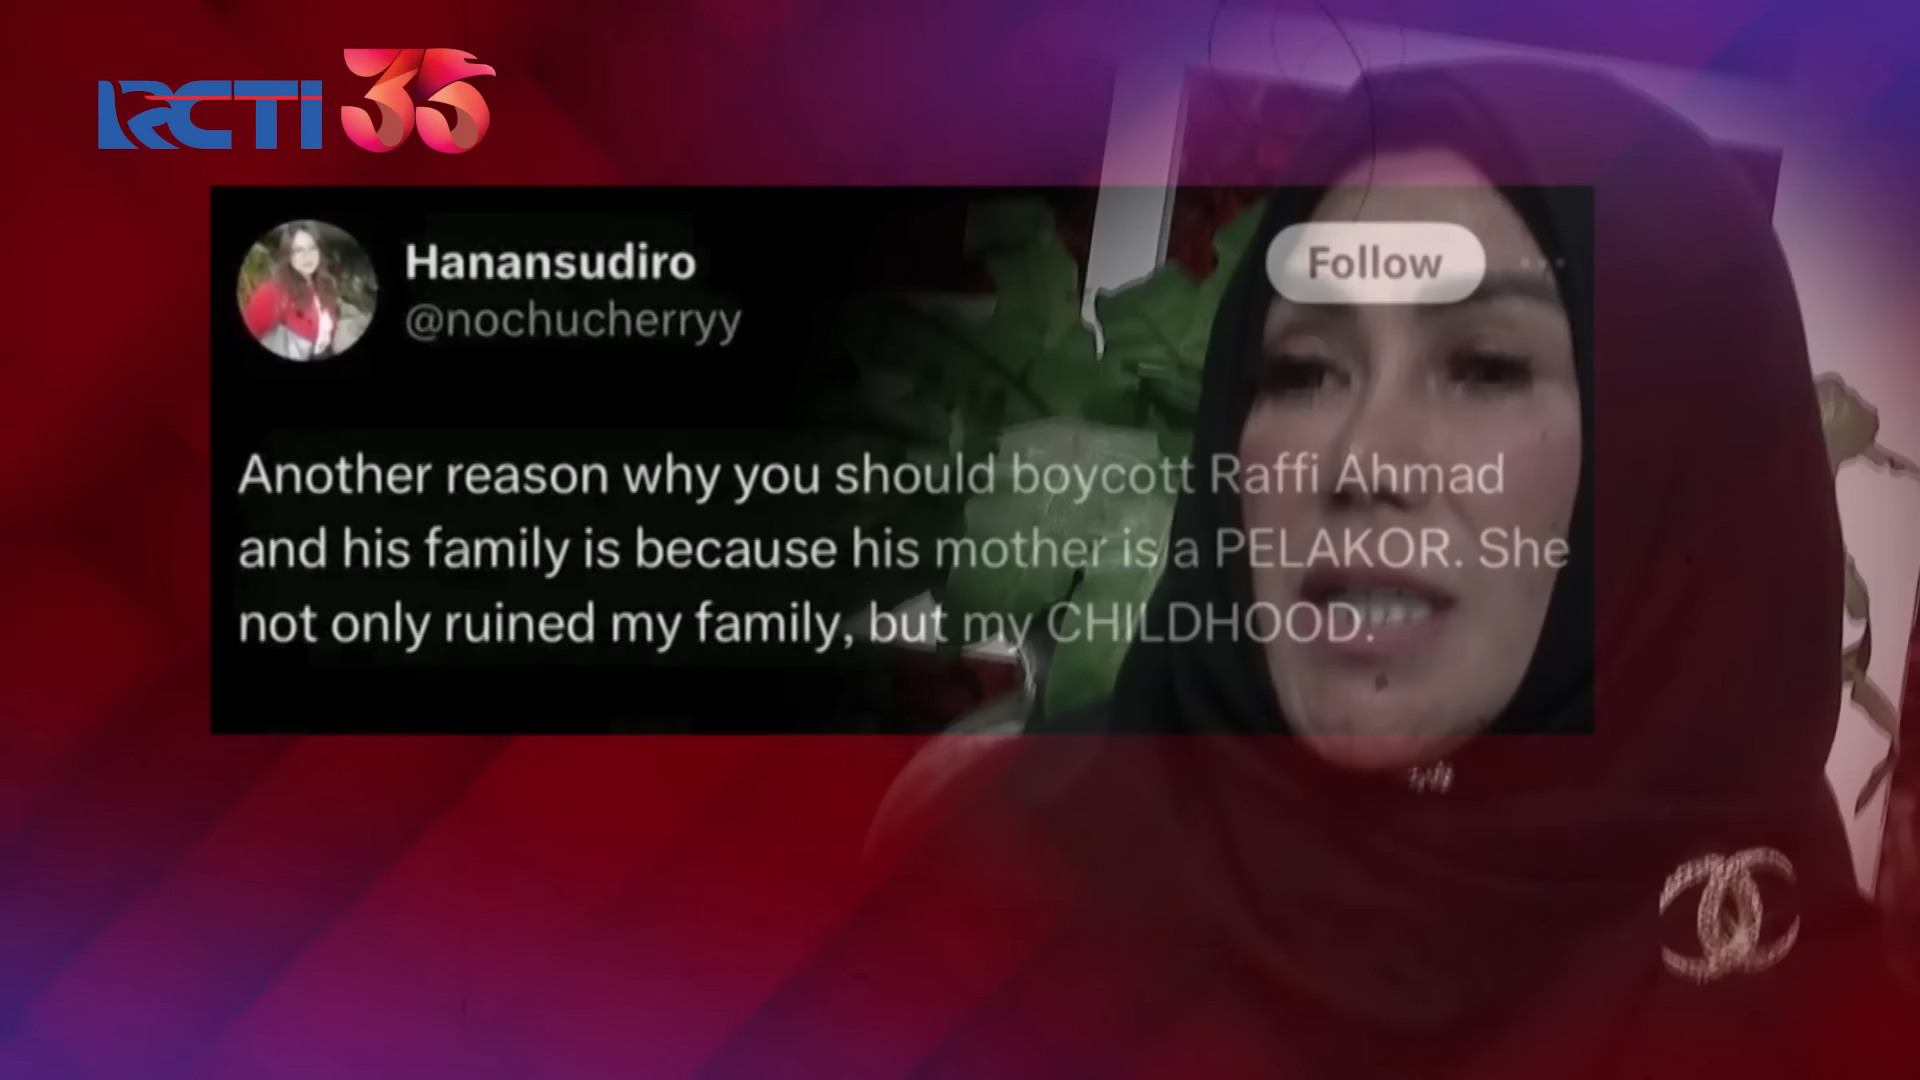 RCTI 35
Hanansudiro
Follow
@nochucherryy
Another reason why you should boycott Raffi Ahmad
and his family is because his mother is a PELAKOR. She
not only ruined my family, but my CHILDHOOD.